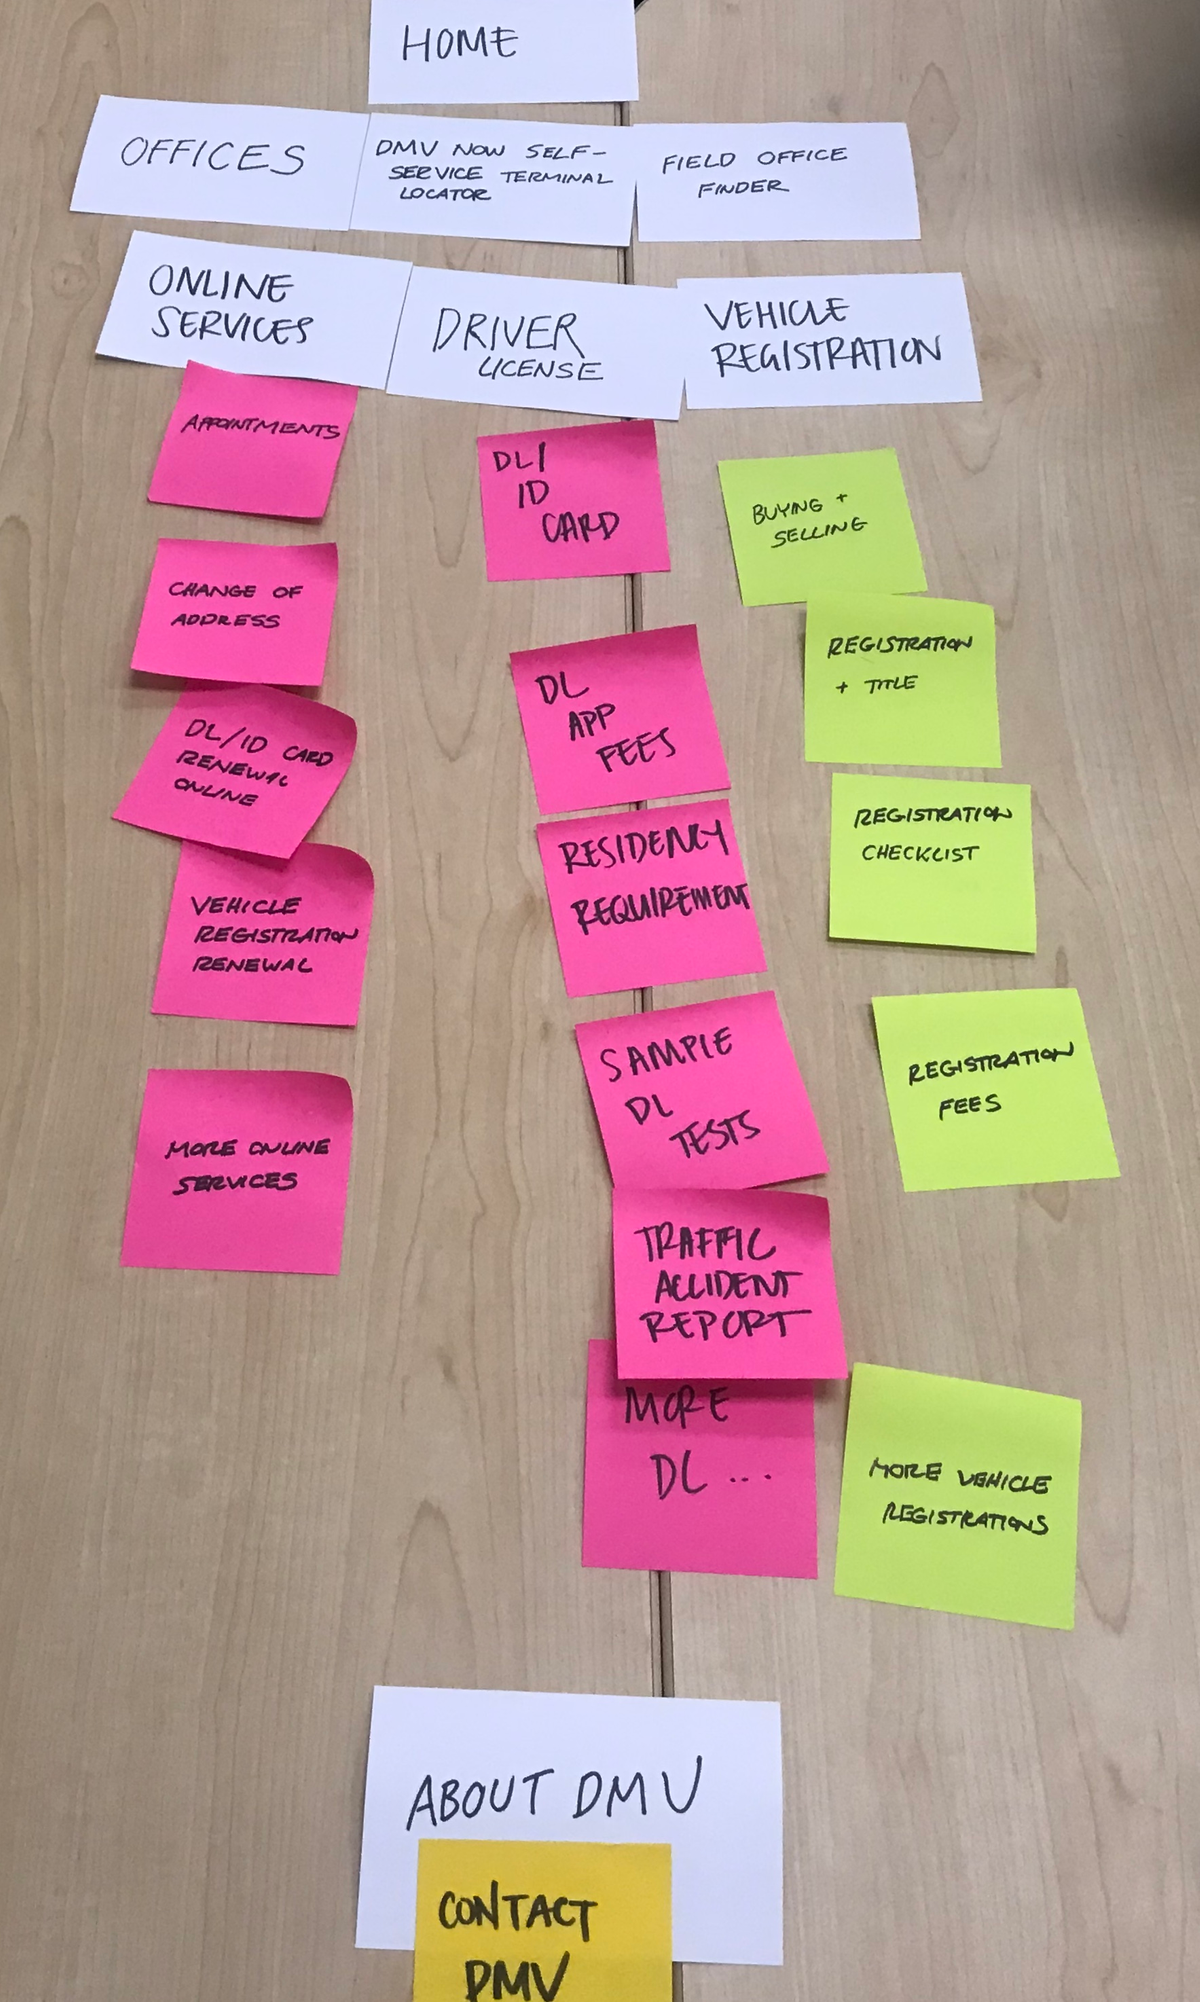 HOME
OFFICES
DMV NOW SELF-
SERVICE TERMINAL
LOCATOR
FIELD OFFICE
FINDER
ONLINE
SERVICES
DRIVER
LICENSE
VEHICLE
REGISTRATION
APPOINTMENTS
CHANGE OF
ADDRESS
DL/ID CARD
RENEWAL
ONLINE
VEHICLE
REGISTRATION
RENEWAL
MORE ONLINE
SERVICES
DL/
ID
CARD
DL
APP
FEES
RESIDENCY
REQUIREMENT
SAMPLE
DL
TESTS
TRAFFIC
ACCIDENT
REPORT
MORE
DL ...
BUYING +
SELLING
REGISTRATION
+ TITLE
REGISTRATION
CHECKLIST
REGISTRATION
FEES
MORE VEHICLE
REGISTRATIONS
ABOUT DMV
CONTACT
DMV